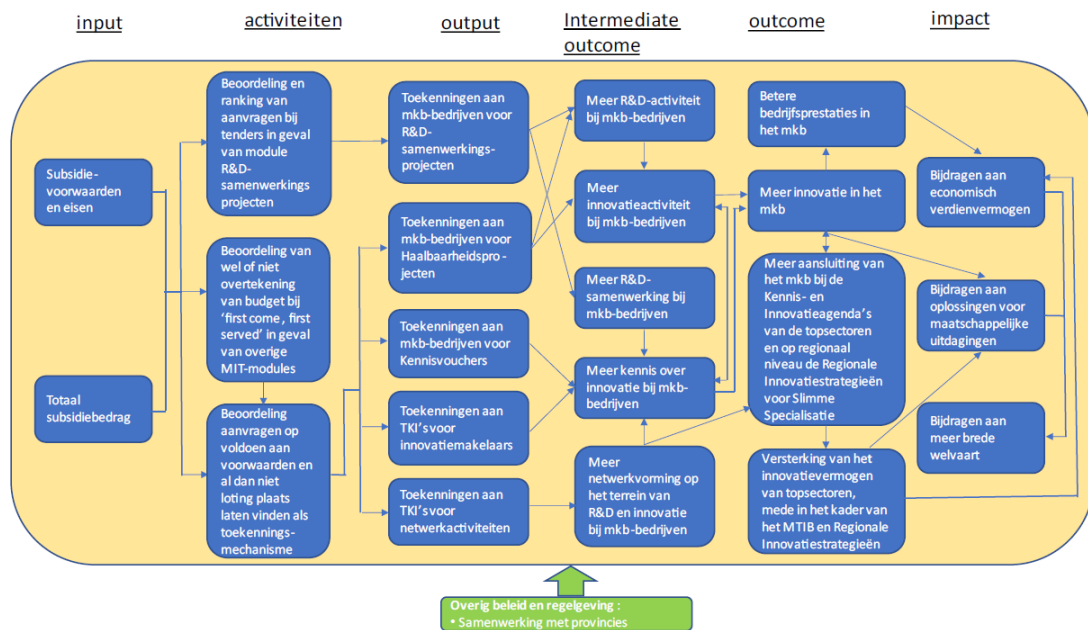 input
activiteiten
output
Intermediate
outcome
outcome
impact
Subsidie-
voorwaarden
en eisen
Totaal
subsidiebedrag
Beoordeling en
ranking van
aanvragen bij
tenders in geval
van module
R&D-
samenwerkings
projecten
Beoordeling van
wel of niet
overtekening
van budget bij
‘first come , first
served’ in geval
van overige
MIT-modules
Beoordeling
aanvragen op
voldoen aan
voorwaarden en
al dan niet
loting plaats
laten vinden als
toekennings-
mechanisme
Toekenningen aan
mkb-bedrijven voor
R&D-
samenwerkings-
projecten
Toekenningen aan
mkb-bedrijven voor
Haalbaarheidspro-
jecten
Toekenningen aan
mkb-bedrijven voor
Kennisvouchers
Toekenningen aan
TKI’s voor
innovatiemakelaars
Toekenningen aan
TKI’s voor
netwerkactiviteiten
Meer R&D-activiteit
bij mkb-bedrijven
Meer
innovatieactiviteit
bij mkb-bedrijven
Meer R&D-
samenwerking bij
mkb-bedrijven
Meer kennis over
innovatie bij mkb-
bedrijven
Meer
netwerkvorming op
het terrein van
R&D en innovatie
bij mkb-bedrijven
Betere
bedrijfsprestaties in
het mkb
Meer innovatie in het
mkb
Meer aansluiting van
het mkb bij de
Kennis- en
Innovatieagenda’s
van de topsectoren
en op regionaal
niveau de Regionale
Innovatiestrategieën
voor Slimme
Specialisatie
Versterking van het
innovatievermogen
van topsectoren,
mede in het kader van
het MTIB en Regionale
Innovatiestrategieën
Bijdragen aan
economisch
verdienvermogen
Bijdragen aan
oplossingen voor
maatschappelijke
uitdagingen
Bijdragen aan
meer brede
welvaart
Overig beleid en regelgeving :
• Samenwerking met provincies